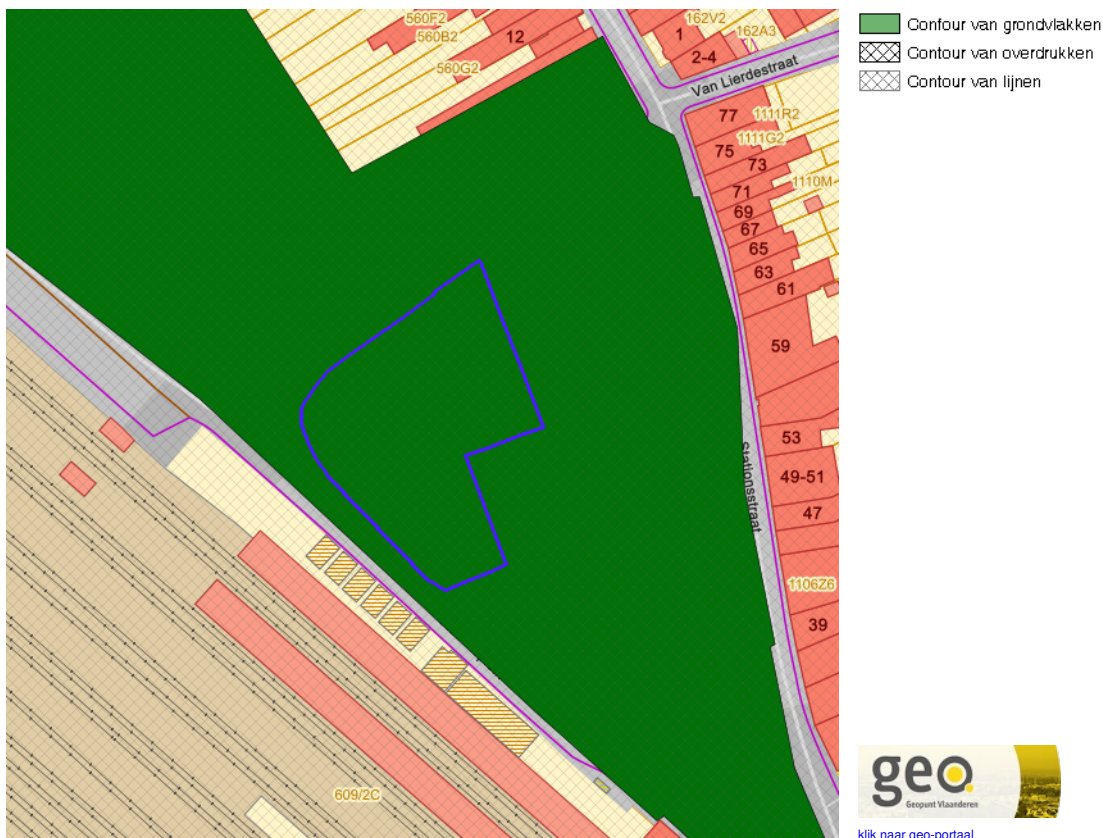 560F2
162V2
560B2
12
1
162A3
2-4
560G2
Van Lierdestraat
77
1111R2
75
1111G2
73
71
1110M
69
67
65
63
61
59
53
Stationsstraat
49-51
47
1106Z6
39
609/2C
Contour van grondvlakken
Contour van overdrukken
Contour van lijnen
geo.
Geopunt Vlaanderen
klik naar geo-portaal